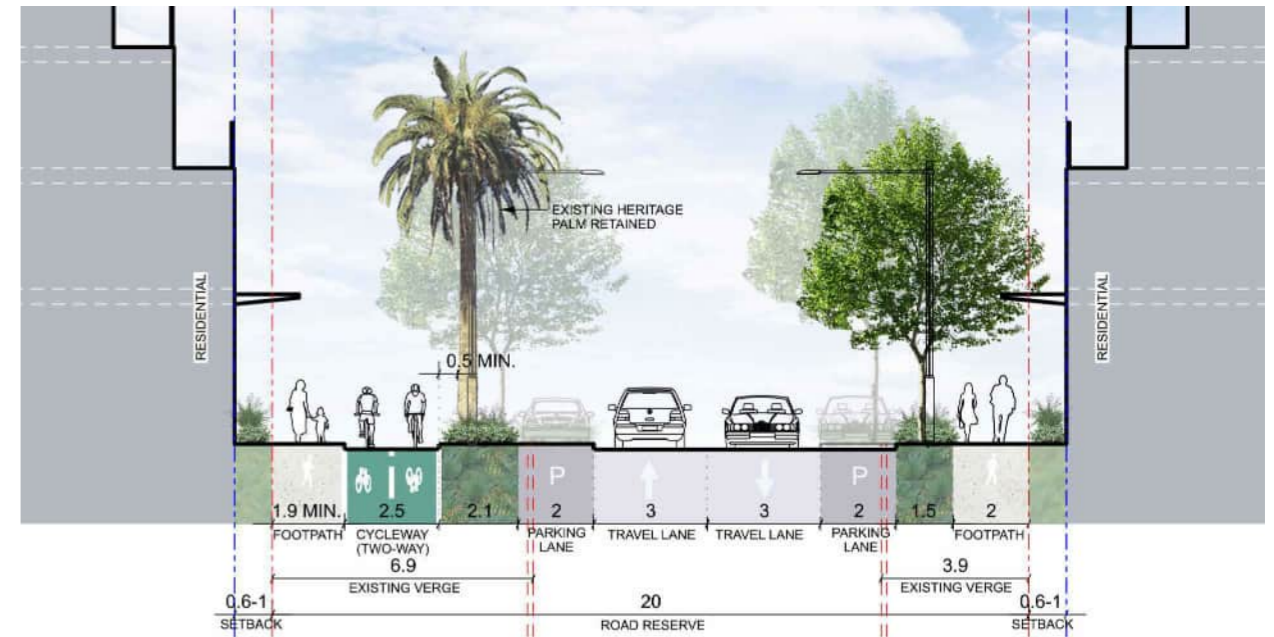 EXISTING HERITAGE
PALM RETAINED
RESIDENTIAL
RESIDENTIAL
0.5 MIN.
P
P
1.9 MIN.
2.5
2.1
2
3
3
2
1.5
2
FOOTPATH
CYCLEWAY
(TWO-WAY)
PARKING
LANE
TRAVEL LANE
TRAVEL LANE
PARKING
LANE
FOOTPATH
6.9
EXISTING VERGE
3.9
EXISTING VERGE
0.6-1
SETBACK
20
ROAD RESERVE
0.6-1
SETBACK